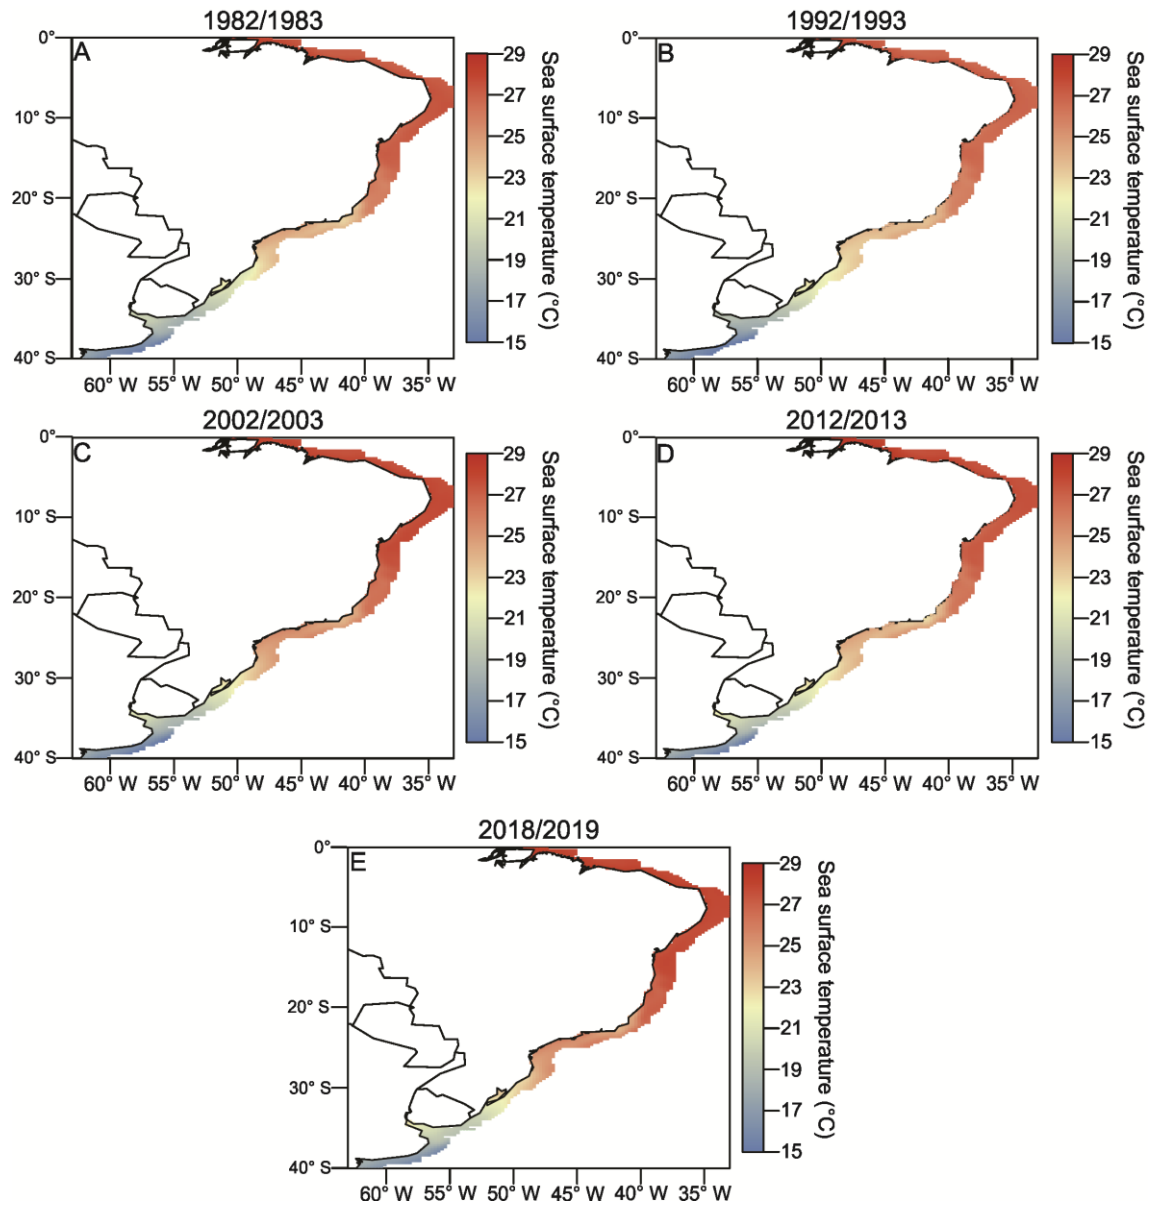 1982/1983
A
0°
10° S
20° S
30° S
40° S
60° W 55° W 50° W 45° W 40° W 35° W
29
27
25
23
21
19
17
15
Sea surface temperature (°C)
1992/1993
B
0°
10° S
20° S
30° S
40° S
60° W 55° W 50° W 45° W 40° W 35° W
29
27
25
23
21
19
17
15
Sea surface temperature (°C)
2002/2003
C
0°
10° S
20° S
30° S
40° S
60° W 55° W 50° W 45° W 40° W 35° W
29
27
25
23
21
19
17
15
Sea surface temperature (°C)
2012/2013
D
0°
10° S
20° S
30° S
40° S
60° W 55° W 50° W 45° W 40° W 35° W
29
27
25
23
21
19
17
15
Sea surface temperature (°C)
2018/2019
E
0°
10° S
20° S
30° S
40° S
60° W 55° W 50° W 45° W 40° W 35° W
29
27
25
23
21
19
17
15
Sea surface temperature (°C)